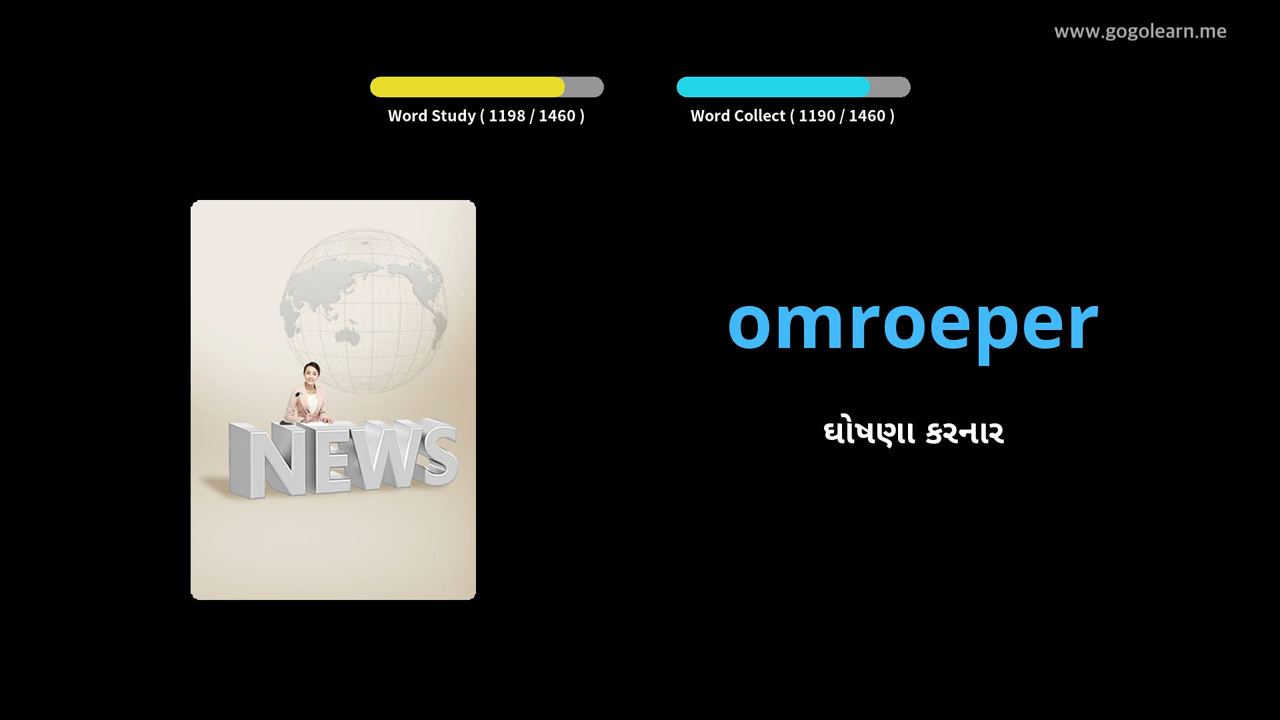 www.gogolearn.me
Word Study ( 1198 / 1460 )
Word Collect ( 1190 / 1460 )
NEWS
omroeper
ઘોષણા કરનાર